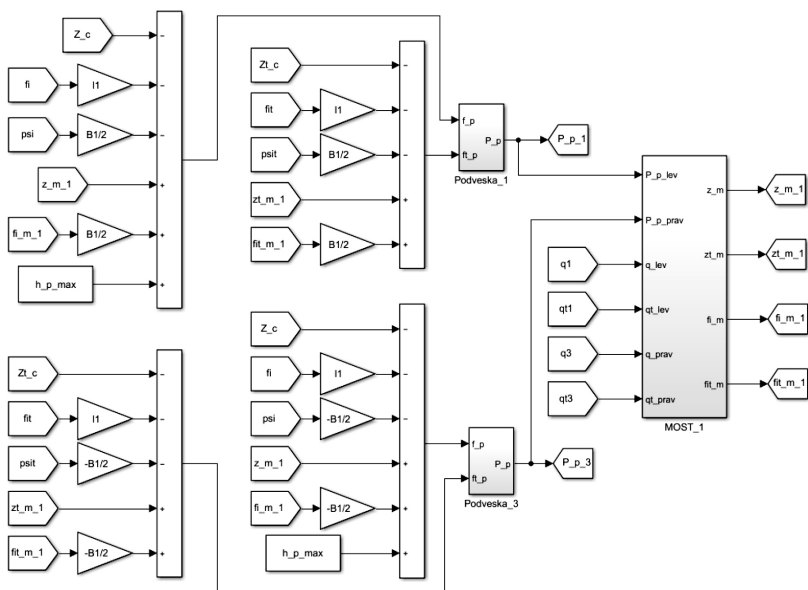 Z_c
−
fi
l1
−
psi
B1/2
−
z_m_1
+
fi_m_1
B1/2
+
h_p_max
+
Zt_c
−
fit
l1
−
psit
B1/2
−
zt_m_1
+
fit_m_1
B1/2
+
f_p
P_p
ft_p
Podveska_1
P_p_1
P_p_lev
z_m
z_m_1
P_p_prav
q1
q_lev
zt_m
zt_m_1
qt1
qt_lev
fi_m
fi_m_1
q3
q_prav
qt3
qt_prav
fit_m
fit_m_1
MOST_1
Zt_c
−
fit
l1
−
psit
-B1/2
−
zt_m_1
+
fit_m_1
-B1/2
+
Z_c
−
fi
l1
−
psi
-B1/2
−
z_m_1
+
fi_m_1
-B1/2
+
h_p_max
+
f_p
P_p
ft_p
Podveska_3
P_p_3